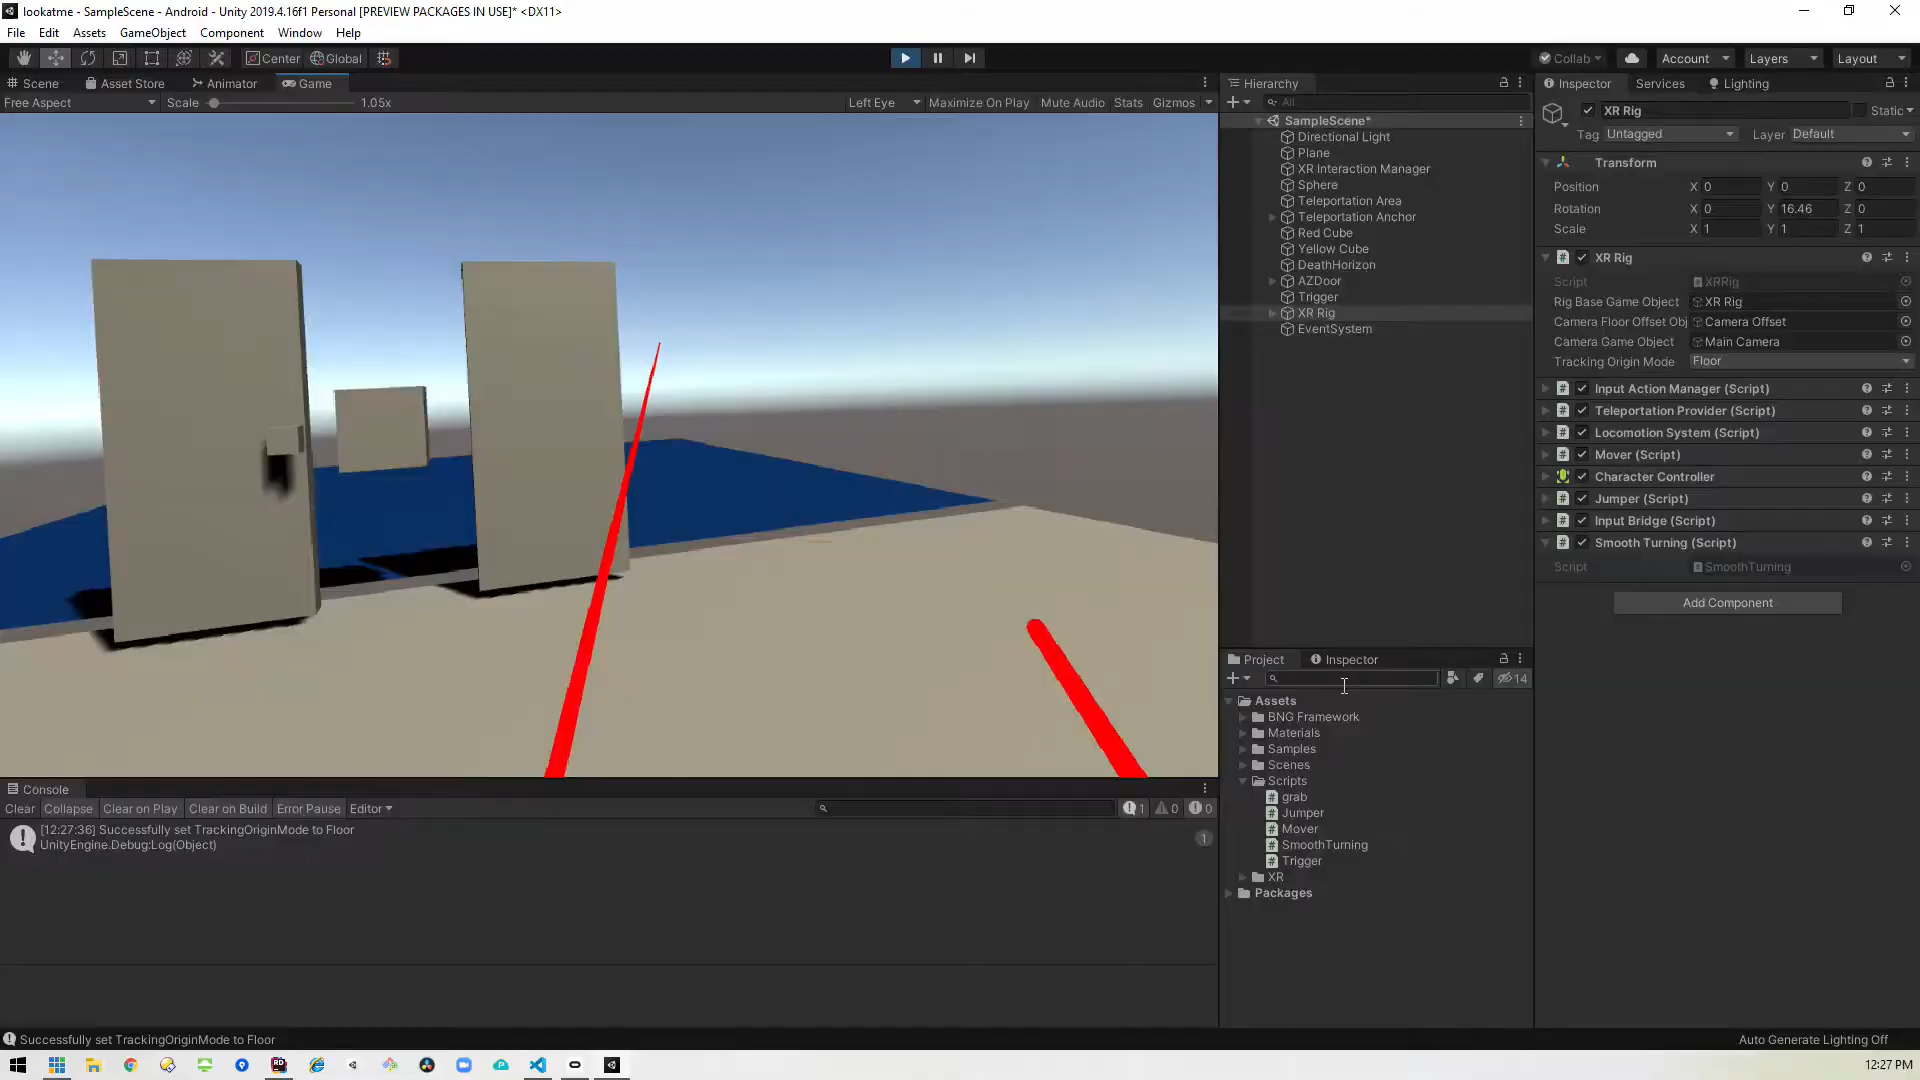 lookatme - SampleScene - Android - Unity 2019.4.16f1 Personal [PREVIEW PACKAGES IN USE]* <DX11>
File Edit Assets GameObject Component Window Help
Center Global Collab Account Layers Layout
Scene Asset Store Animator Game
Free Aspect Scale 1.05x Left Eye Maximize On Play Mute Audio Stats Gizmos
Hierarchy
All
SampleScene*
Directional Light
Plane
XR Interaction Manager
Sphere
Teleportation Area
Teleportation Anchor
Red Cube
Yellow Cube
DeathHorizon
AZDoor
Trigger
XR Rig
EventSystem
Inspector Services Lighting
XR Rig Static
Tag Untagged Layer Default
Transform
Position X 0 Y 0 Z 0
Rotation X 0 Y 16.46 Z 0
Scale X 1 Y 1 Z 1
XR Rig
Script XRRig
Rig Base Game Object XR Rig
Camera Floor Offset Obj Camera Offset
Camera Game Object Main Camera
Tracking Origin Mode Floor
Input Action Manager (Script)
Teleportation Provider (Script)
Locomotion System (Script)
Mover (Script)
Character Controller
Jumper (Script)
Input Bridge (Script)
Smooth Turning (Script)
Script SmoothTurning
Add Component
Project Inspector
14
Assets
BNG Framework
Materials
Samples
Scenes
Scripts
grab
Jumper
Mover
SmoothTurning
Trigger
XR
Packages
Console
Clear Collapse Clear on Play Clear on Build Error Pause Editor 1 0 0
[12:27:36] Successfully set TrackingOriginMode to Floor
UnityEngine.Debug:Log(Object)
1
Successfully set TrackingOriginMode to Floor
Auto Generate Lighting Off
12:27 PM